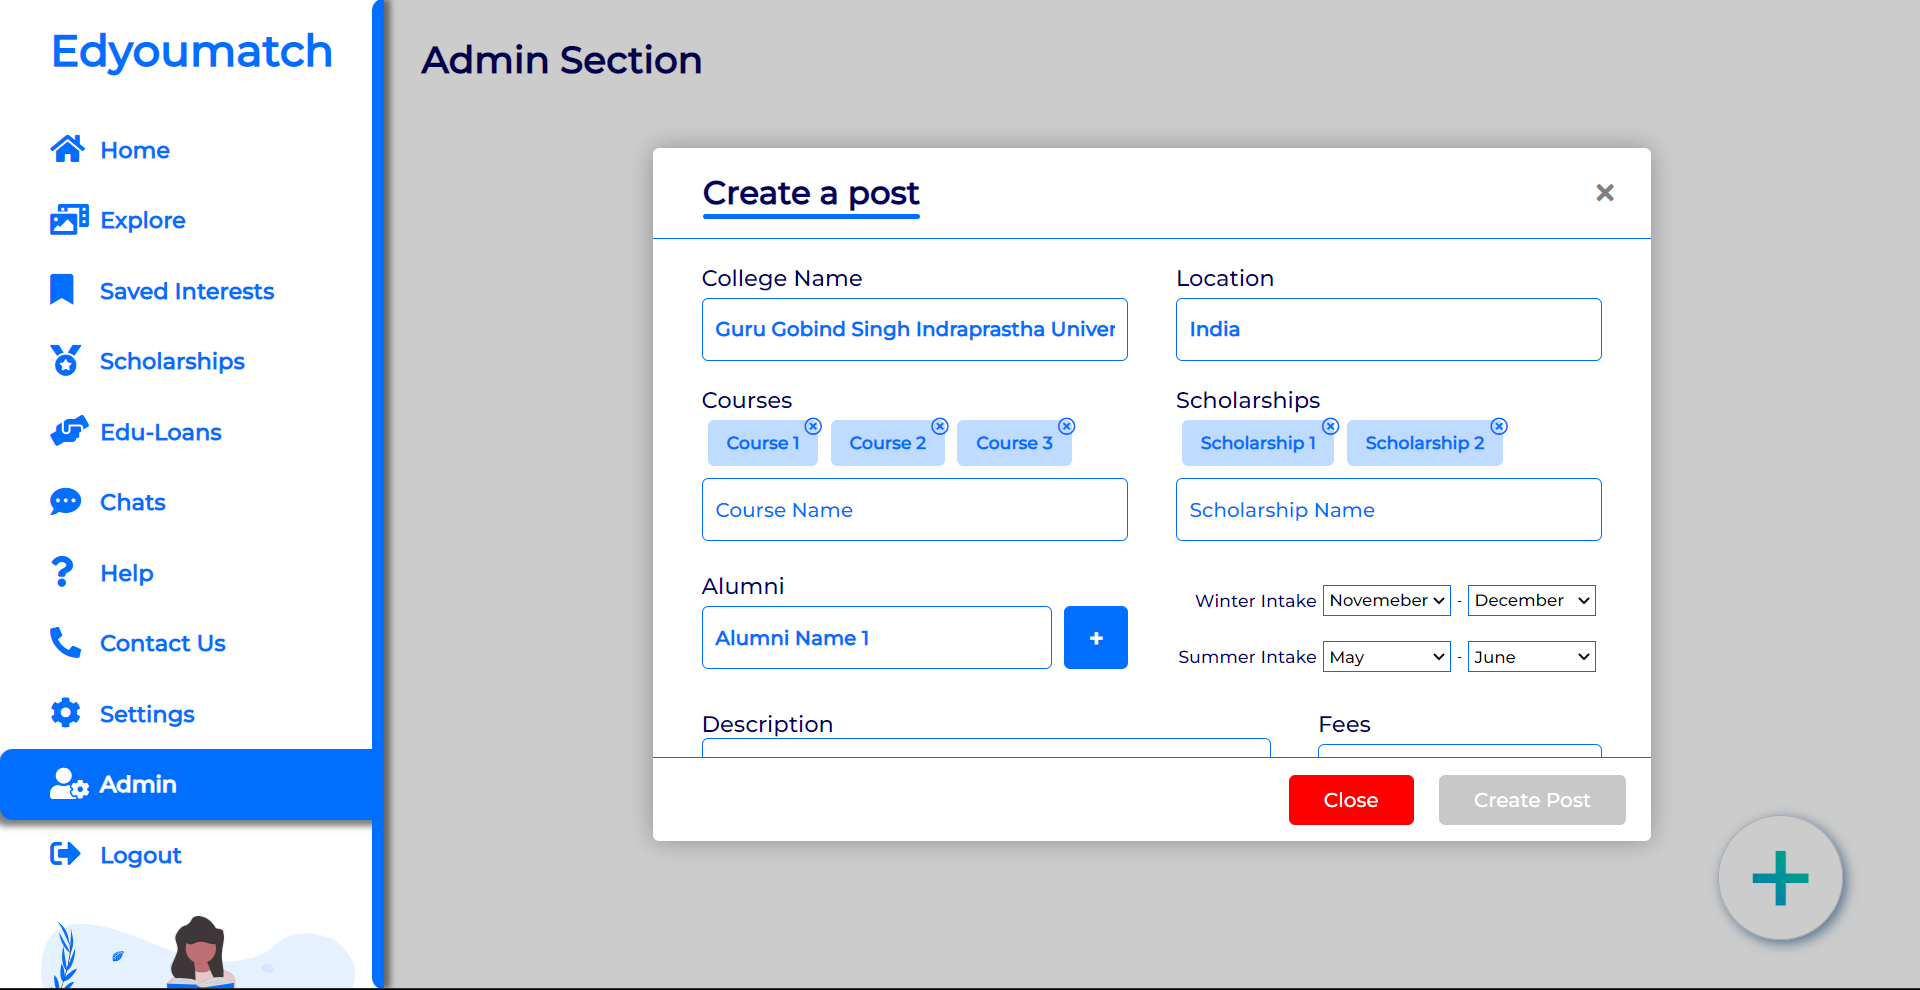 Edyoumatch
Home
Explore
Saved Interests
Scholarships
Edu-Loans
Chats
Help
Contact Us
Settings
Admin
Logout
Admin Section
Create a post
College Name
Guru Gobind Singh Indraprastha Univer
Location
India
Courses
Course 1 Course 2 Course 3
Course Name
Scholarships
Scholarship 1 Scholarship 2
Scholarship Name
Alumni
Alumni Name 1 +
Winter Intake Novemeber - December
Summer Intake May - June
Description
Fees
Close Create Post